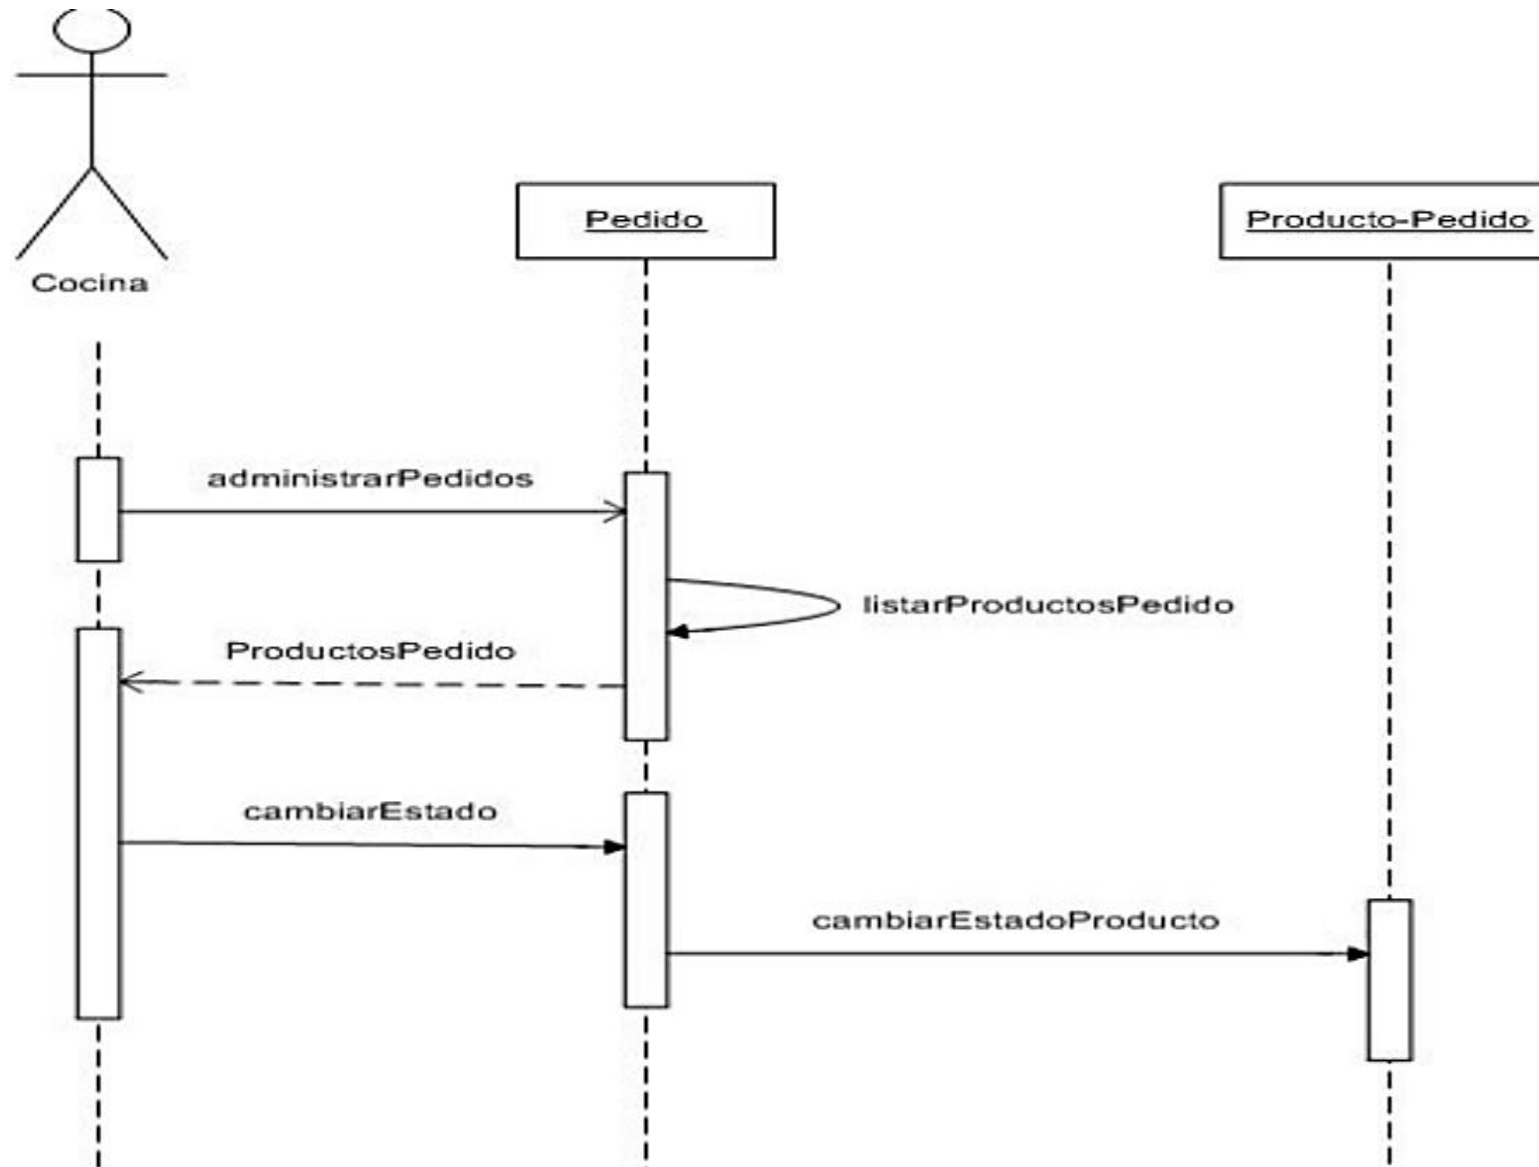 Pedido
Producto-Pedido
Cocina
administrarPedidos
listarProductosPedido
ProductosPedido
cambiarEstado
cambiarEstadoProducto